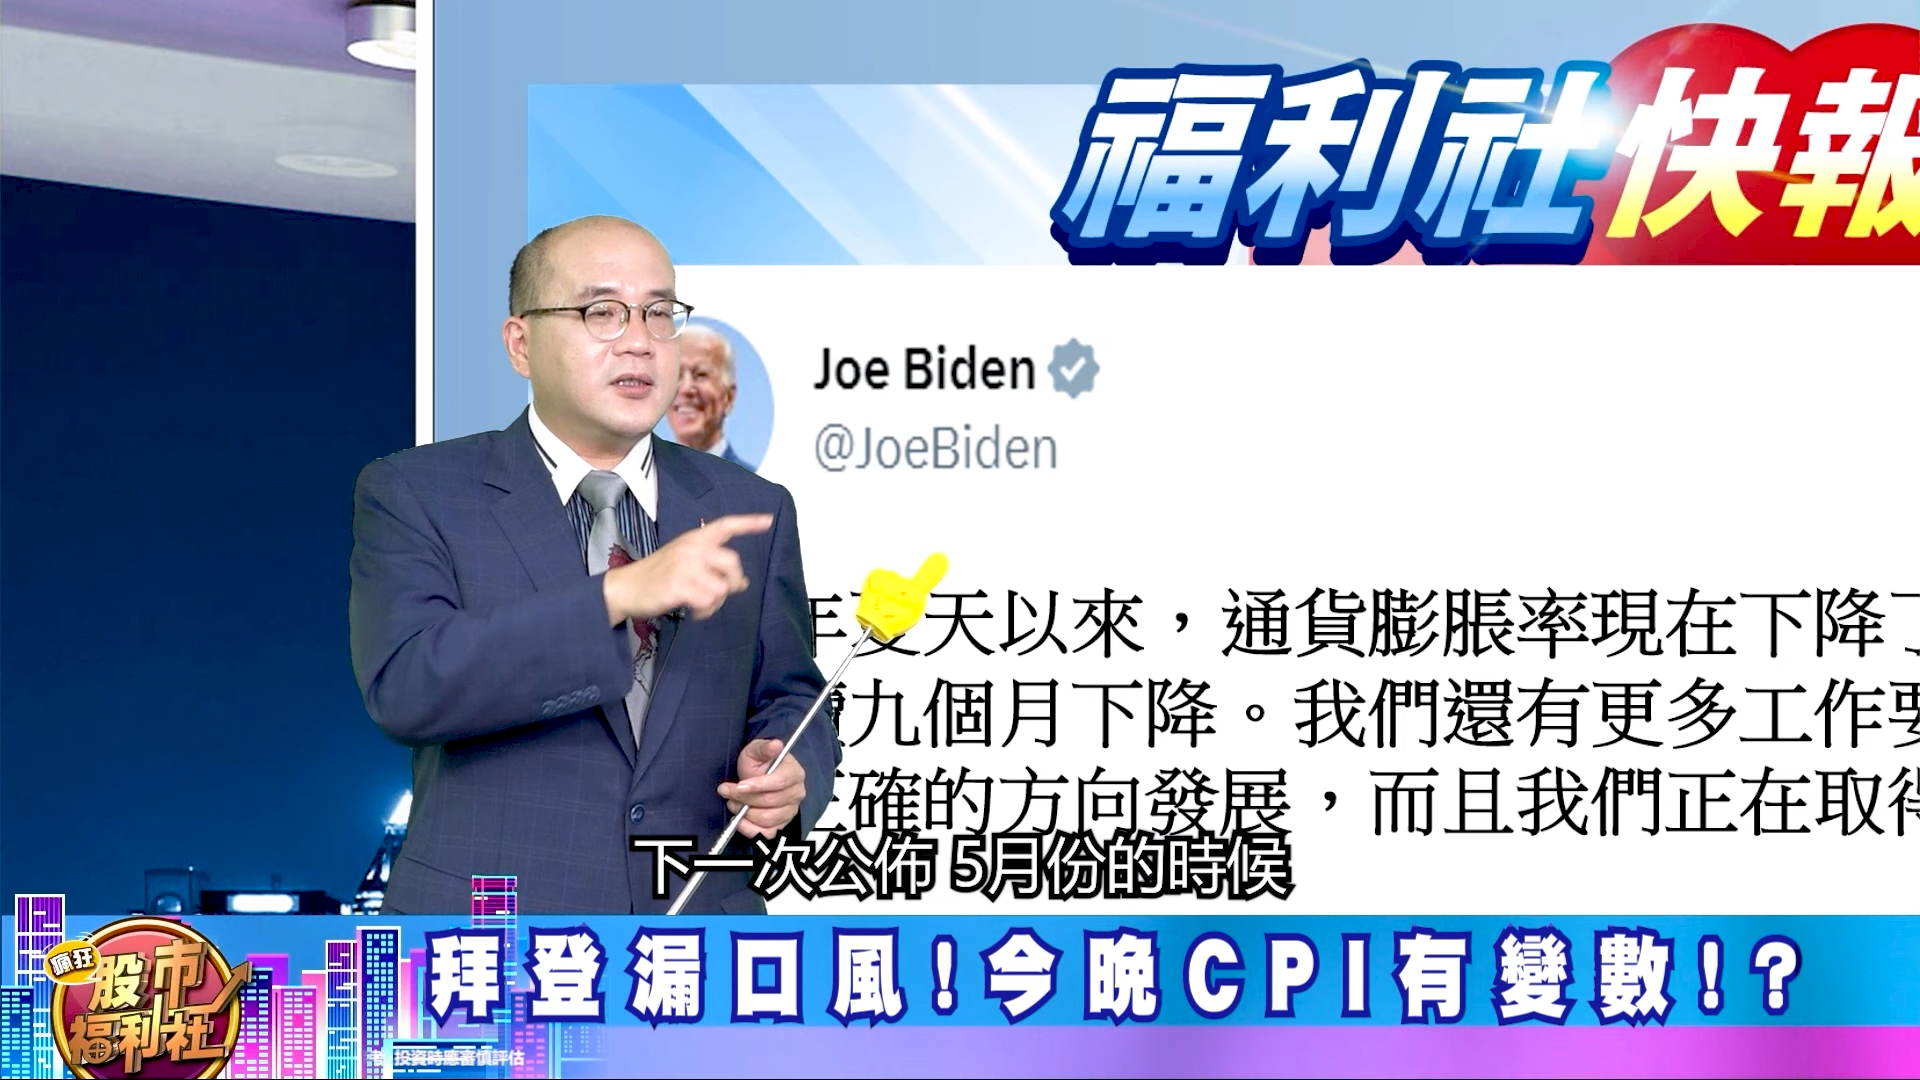 福利社快報
Joe Biden
@JoeBiden
年夏天以來，通貨膨脹率現在下降了
續九個月下降。我們還有更多工作要
正確的方向發展，而且我們正在取得
下一次公佈 5月份的時候
拜登漏口風!今晚CPI有變數!?
瘋狂
股市
福利社
投資時應審慎評估